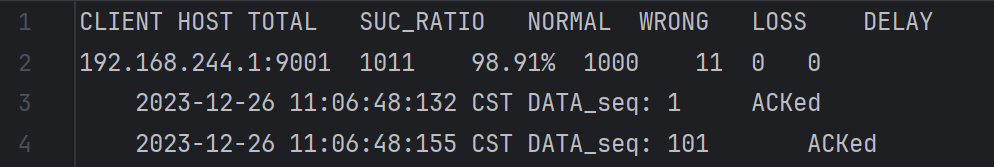 1 CLIENT HOST TOTAL SUC_RATIO NORMAL WRONG LOSS DELAY
2 192.168.244.1:9001 1011 98.91% 1000 11 0 0
3 2023-12-26 11:06:48:132 CST DATA_seq: 1 ACKed
4 2023-12-26 11:06:48:155 CST DATA_seq: 101 ACKed